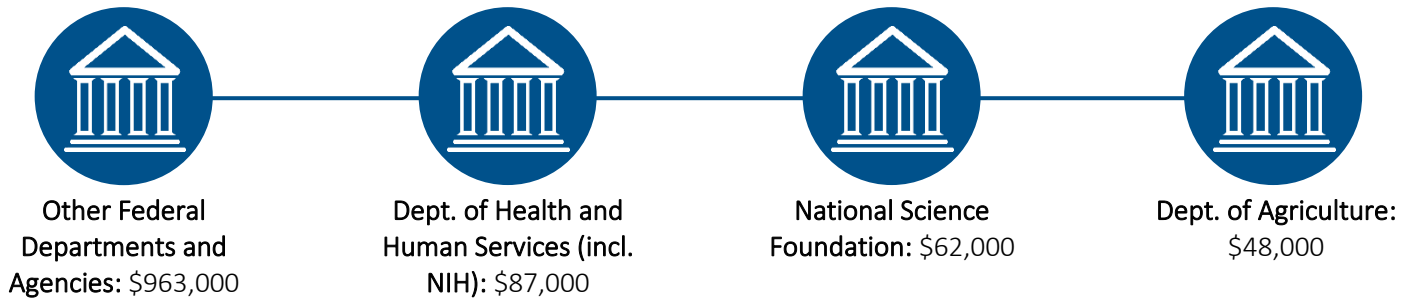 Other Federal
Departments and
Agencies: $963,000
Dept. of Health and
Human Services (incl.
NIH): $87,000
National Science
Foundation: $62,000
Dept. of Agriculture:
$48,000